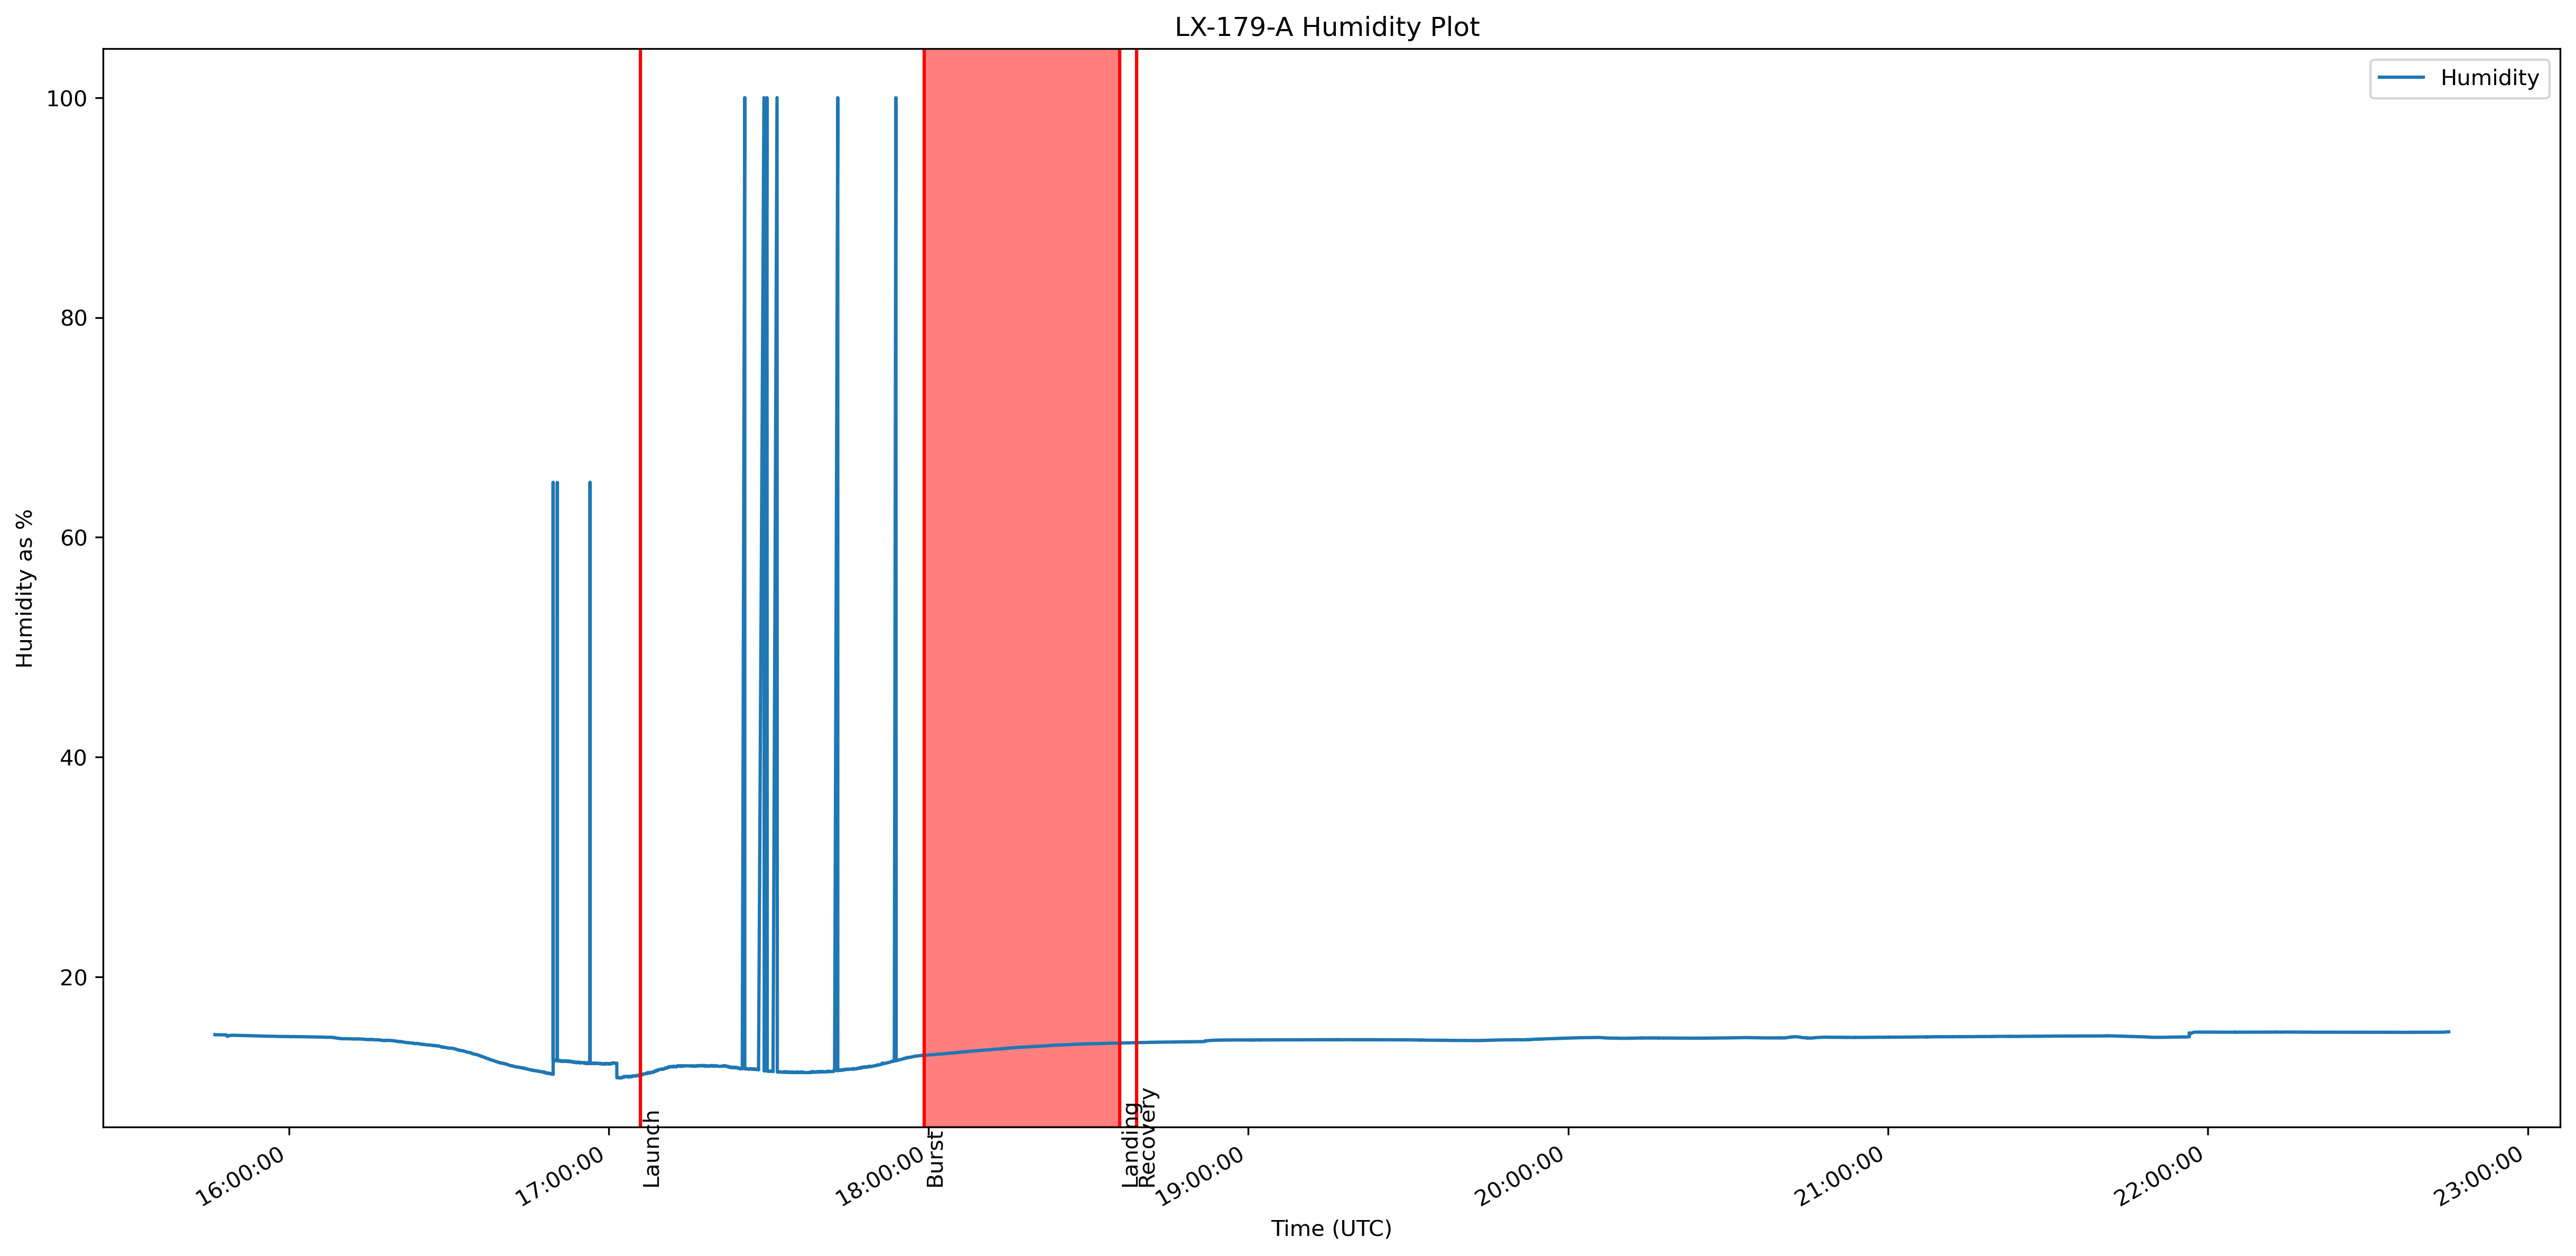 LX-179-A Humidity Plot
Humidity
100
80
60
40
20
Humidity as %
Launch
Burst
Landing
Recovery
16:00:00
17:00:00
18:00:00
19:00:00
20:00:00
21:00:00
22:00:00
23:00:00
Time (UTC)